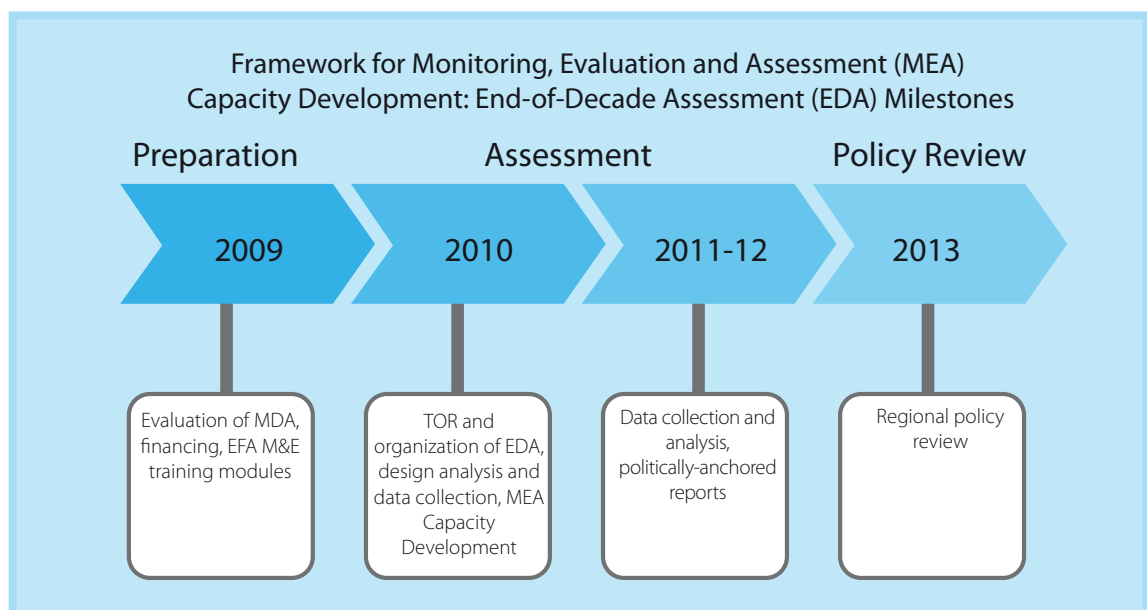 Framework for Monitoring, Evaluation and Assessment (MEA)
Capacity Development: End-of-Decade Assessment (EDA) Milestones
Preparation
Assessment
Policy Review
2009
2010
2011-12
2013
Evaluation of MDA,
financing, EFA M&E
training modules
TOR and
organization of EDA,
design analysis and
data collection, MEA
Capacity
Development
Data collection and
analysis,
politically-anchored
reports
Regional policy
review